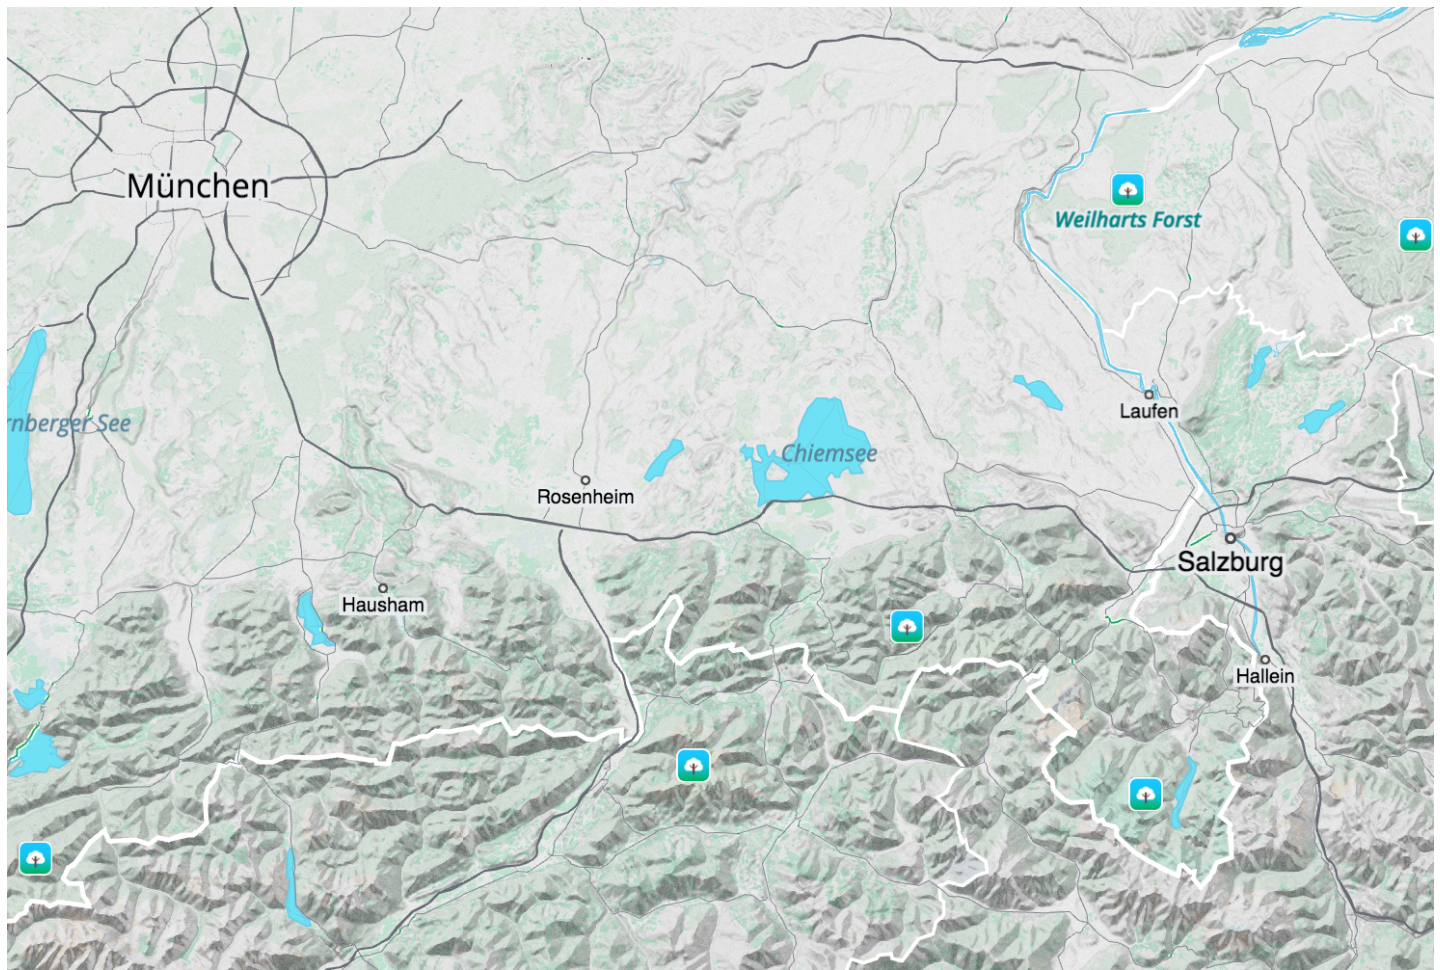 München
Weilharts Forst
Laufen
rnberger See
Chiemsee
Rosenheim
Salzburg
Hausham
Hallein